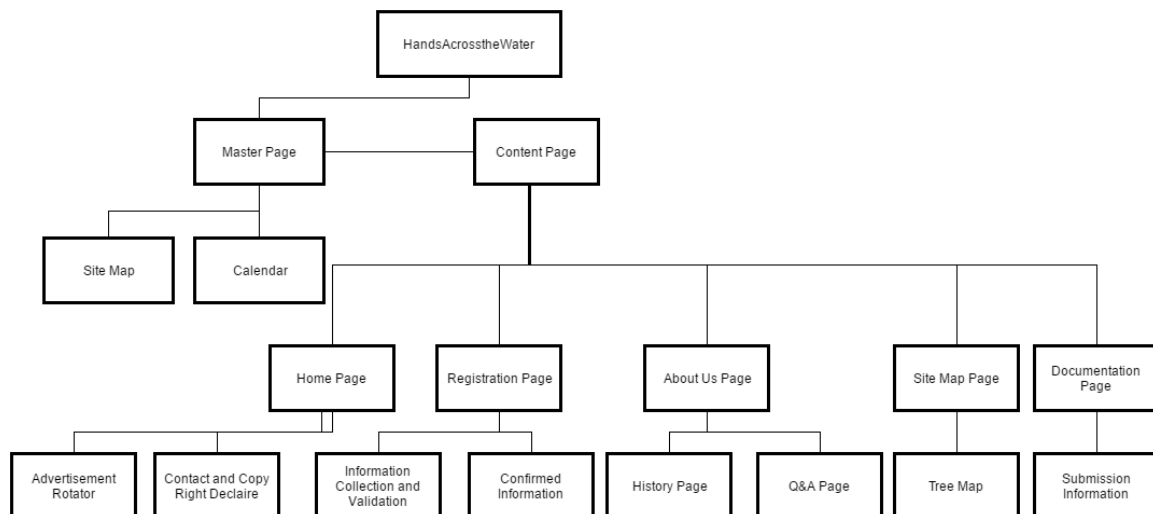 HandsAcrosstheWater
Master Page
Content Page
Site Map
Calendar
Home Page
Registration Page
About Us Page
Site Map Page
Documentation
Page
Advertisement
Rotator
Contact and Copy
Right Declaire
Information
Collection and
Validation
Confirmed
Information
History Page
Q&A Page
Tree Map
Submission
Information